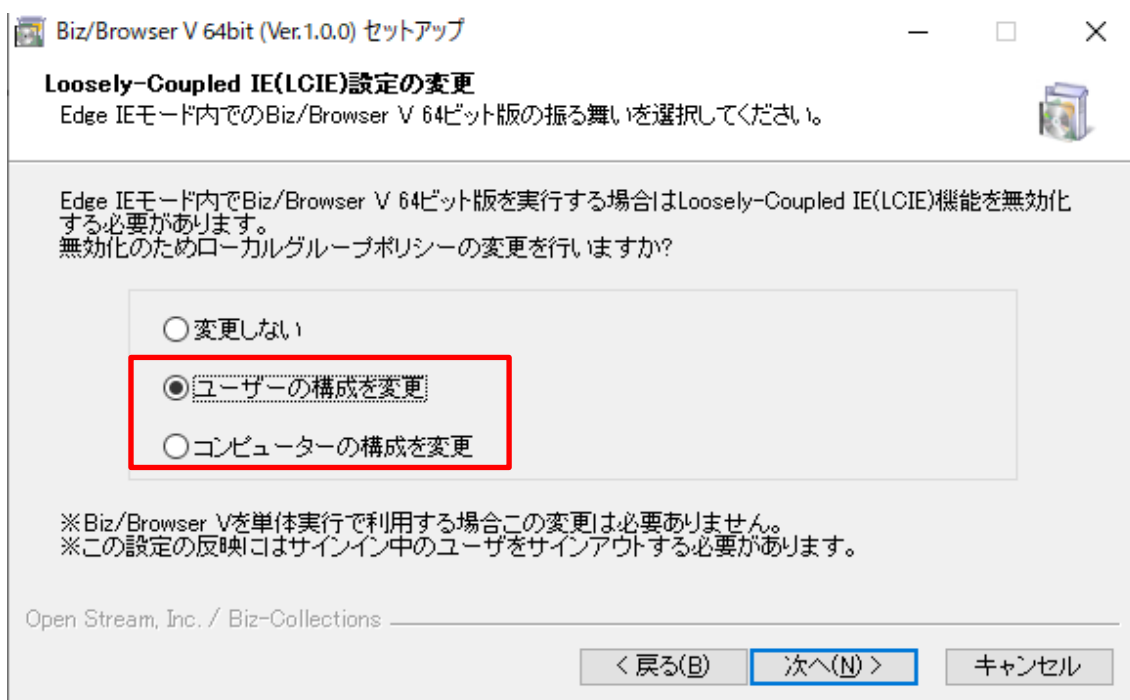 Biz/Browser V 64bit (Ver.1.0.0) セットアップ
Loosely-Coupled IE(LCIE)設定の変更
Edge IEモード内でのBiz/Browser V 64ビット版の振る舞いを選択してください。
Edge IEモード内でBiz/Browser V 64ビット版を実行する場合はLoosely-Coupled IE(LCIE)機能を無効化
する必要があります。
無効化のためローカルグループポリシーの変更を行いますか?
変更しない
ユーザーの構成を変更
コンピューターの構成を変更
※Biz/Browser Vを単体実行で利用する場合この変更は必要ありません。
※この設定の反映にはサインイン中のユーザをサインアウトする必要があります。
Open Stream, Inc. / Biz-Collections
< 戻る(B)
次へ(N) >
キャンセル